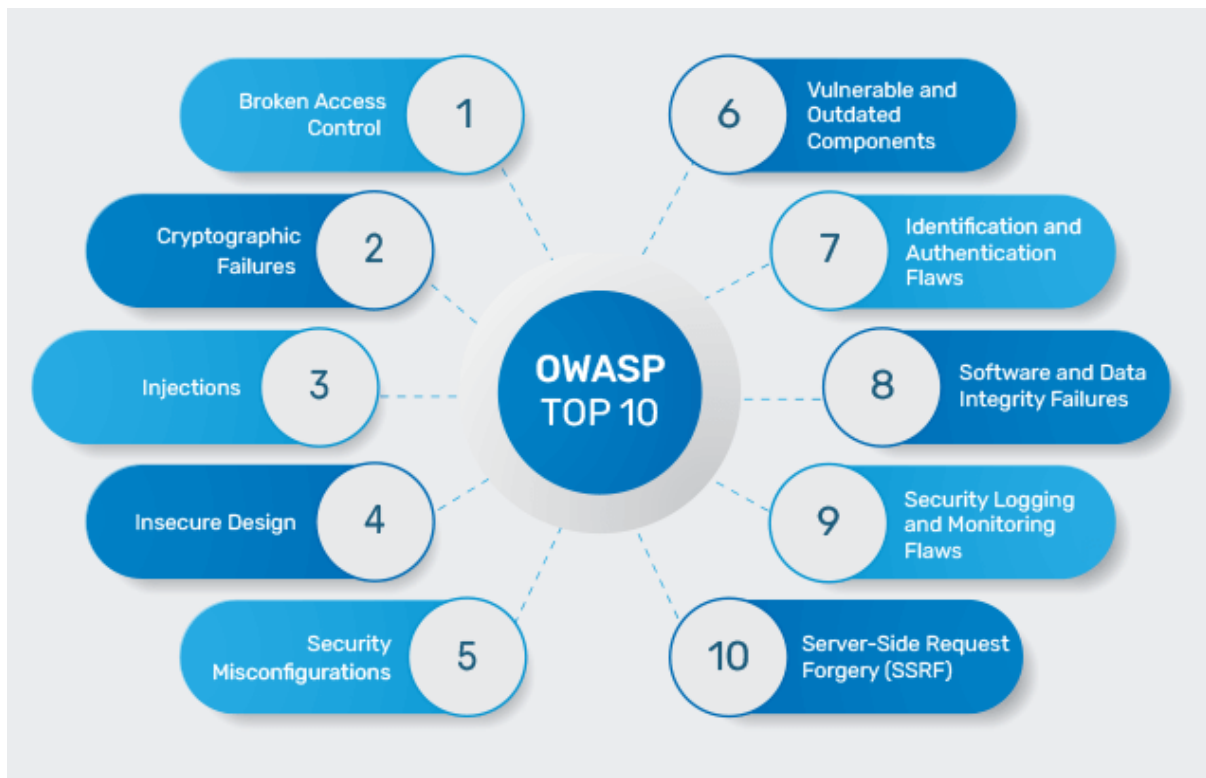 OWASP
TOP 10
1
Broken Access
Control
2
Cryptographic
Failures
3
Injections
4
Insecure Design
5
Security
Misconfigurations
6
Vulnerable and
Outdated
Components
7
Identification and
Authentication
Flaws
8
Software and Data
Integrity Failures
9
Security Logging
and Monitoring
Flaws
10
Server-Side Request
Forgery (SSRF)